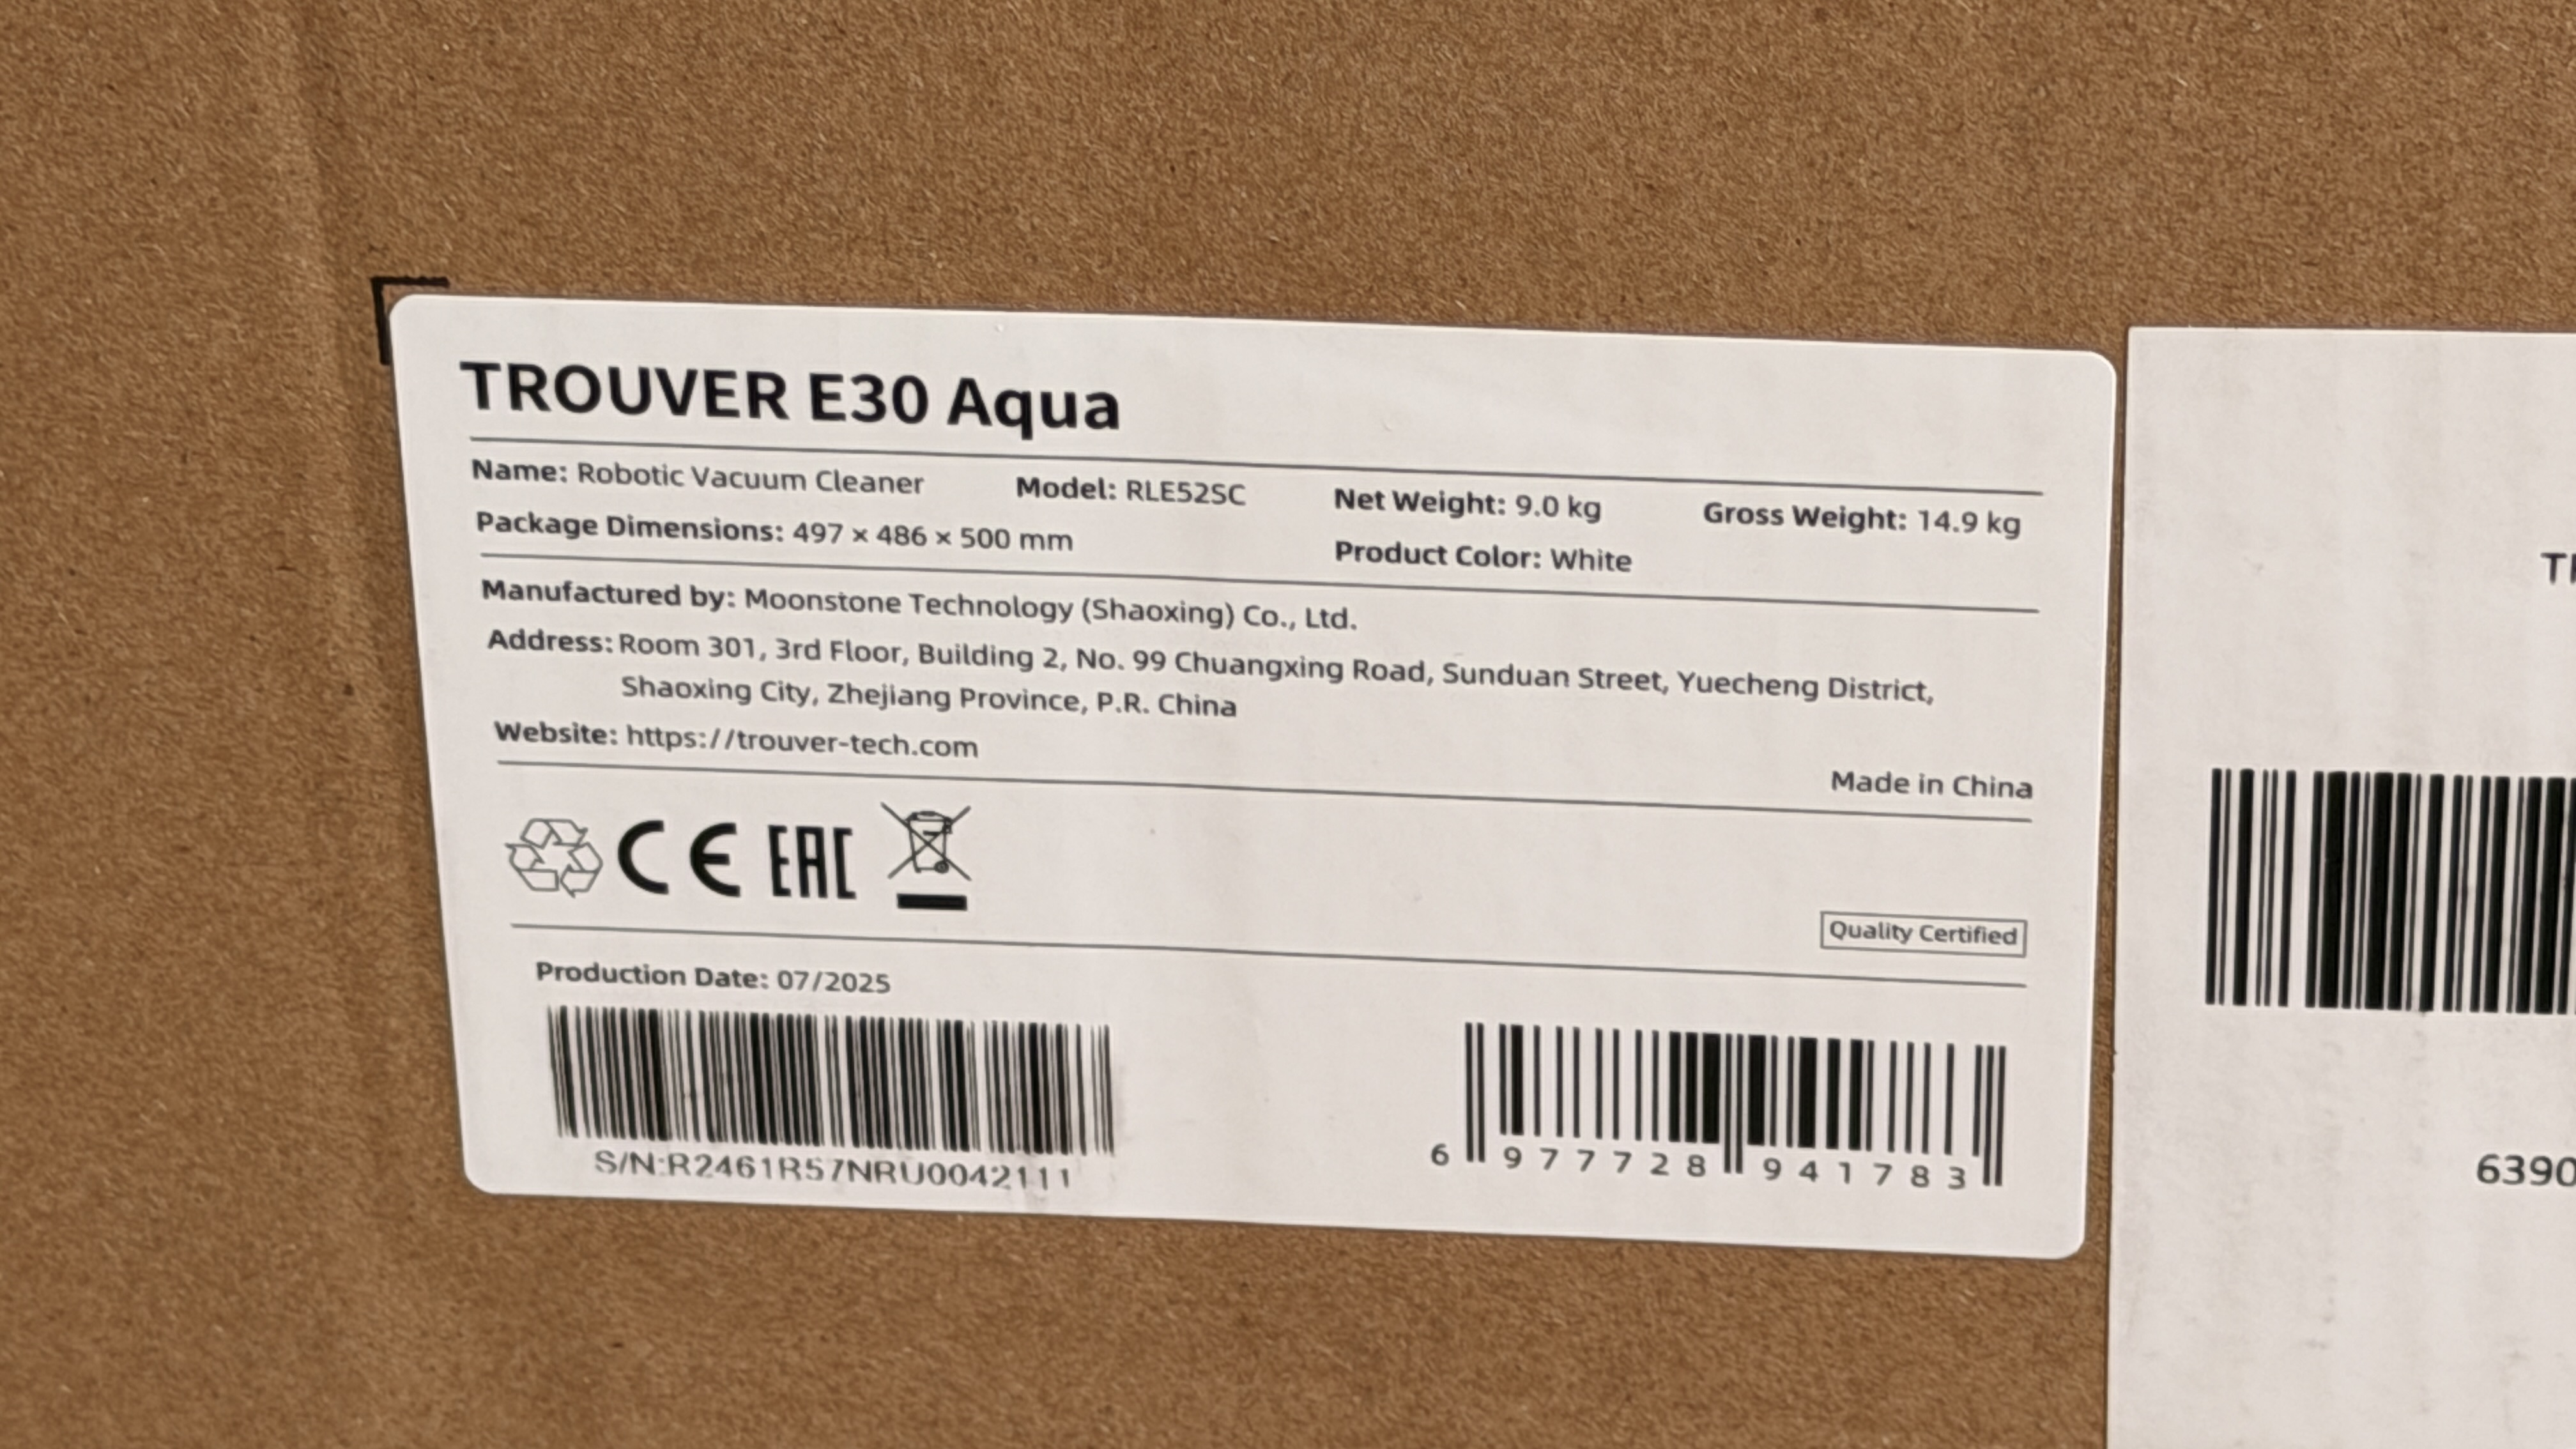 TROUVER E30 Aqua
Name: Robotic Vacuum Cleaner Model: RLE52SC Net Weight: 9.0 kg Gross Weight: 14.9 kg
Package Dimensions: 497 × 486 × 500 mm Product Color: White
Manufactured by: Moonstone Technology (Shaoxing) Co., Ltd.
Address: Room 301, 3rd Floor, Building 2, No. 99 Chuangxing Road, Sunduan Street, Yuecheng District,
Shaoxing City, Zhejiang Province, P.R. China
Website: https://trouver-tech.com
Made in China
CE EAC
Quality Certified
Production Date: 07/2025
S/N:R2461R57NRU0042111
6 977728 941783
6390